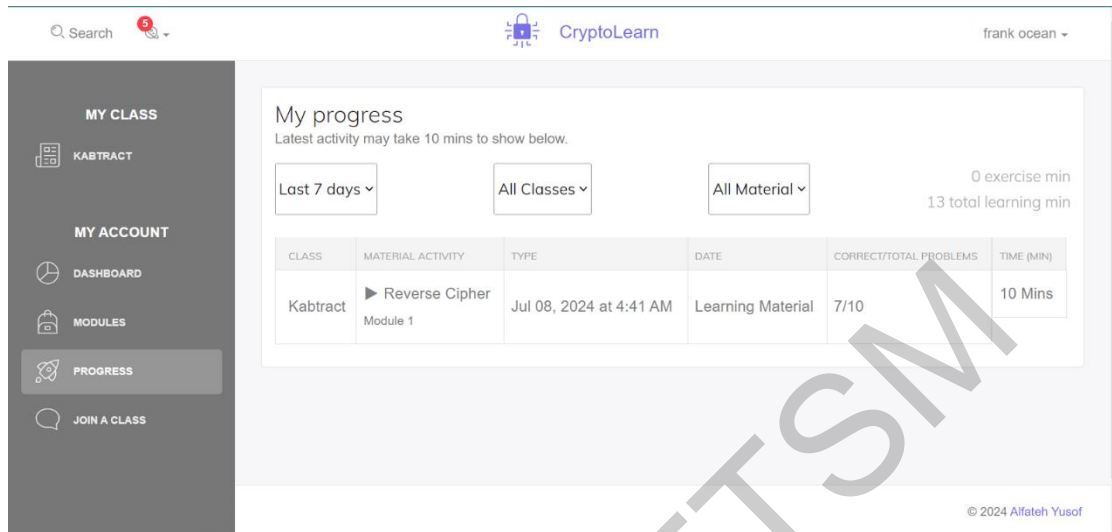 Search
5
CryptoLearn
frank ocean
MY CLASS
KABTRACT
MY ACCOUNT
DASHBOARD
MODULES
PROGRESS
JOIN A CLASS
My progress
Latest activity may take 10 mins to show below.
Last 7 days
All Classes
All Material
0 exercise min
13 total learning min
CLASS MATERIAL ACTIVITY TYPE DATE CORRECT/TOTAL PROBLEMS TIME (MIN)
Kabtract Reverse Cipher Jul 08, 2024 at 4:41 AM Learning Material 7/10 10 Mins
Module 1
© 2024 Alfateh Yusof